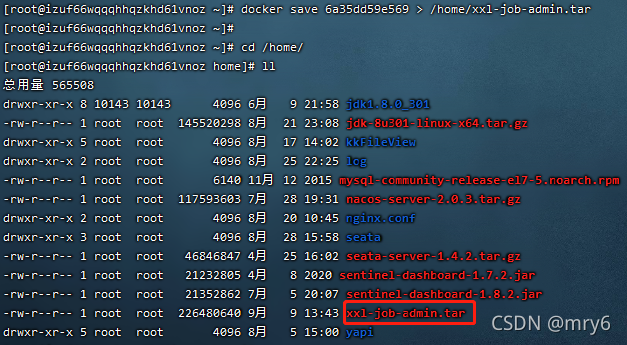 [root@izuf66wqqqhhqzkhd61vnoz ~]# docker save 6a35dd59e569 > /home/xxl-job-admin.tar
[root@izuf66wqqqhhqzkhd61vnoz ~]#
[root@izuf66wqqqhhqzkhd61vnoz ~]# cd /home/
[root@izuf66wqqqhhqzkhd61vnoz home]# ll
总用量 565508
drwxr-xr-x 8 10143 10143 4096 6月 9 21:58 jdk1.8.0_301
-rw-r--r-- 1 root root 145520298 8月 21 23:08 jdk-8u301-linux-x64.tar.gz
drwxr-xr-x 5 root root 4096 8月 17 14:02 kkFileView
drwxr-xr-x 2 root root 4096 8月 25 22:25 log
-rw-r--r-- 1 root root 6140 11月 12 2015 mysql-community-release-el7-5.noarch.rpm
-rw-r--r-- 1 root root 117593603 7月 28 19:31 nacos-server-2.0.3.tar.gz
drwxr-xr-x 2 root root 4096 8月 20 10:45 nginx.conf
drwxr-xr-x 3 root root 4096 8月 28 15:58 seata
-rw-r--r-- 1 root root 46846847 4月 25 16:02 seata-server-1.4.2.tar.gz
-rw-r--r-- 1 root root 21232805 4月 8 2020 sentinel-dashboard-1.7.2.jar
-rw-r--r-- 1 root root 21352862 7月 5 20:07 sentinel-dashboard-1.8.2.jar
-rw-r--r-- 1 root root 226480640 9月 9 13:43 xxl-job-admin.tar
drwxr-xr-x 5 root root 4096 8月 5 15:00 yapi
CSDN @mry6